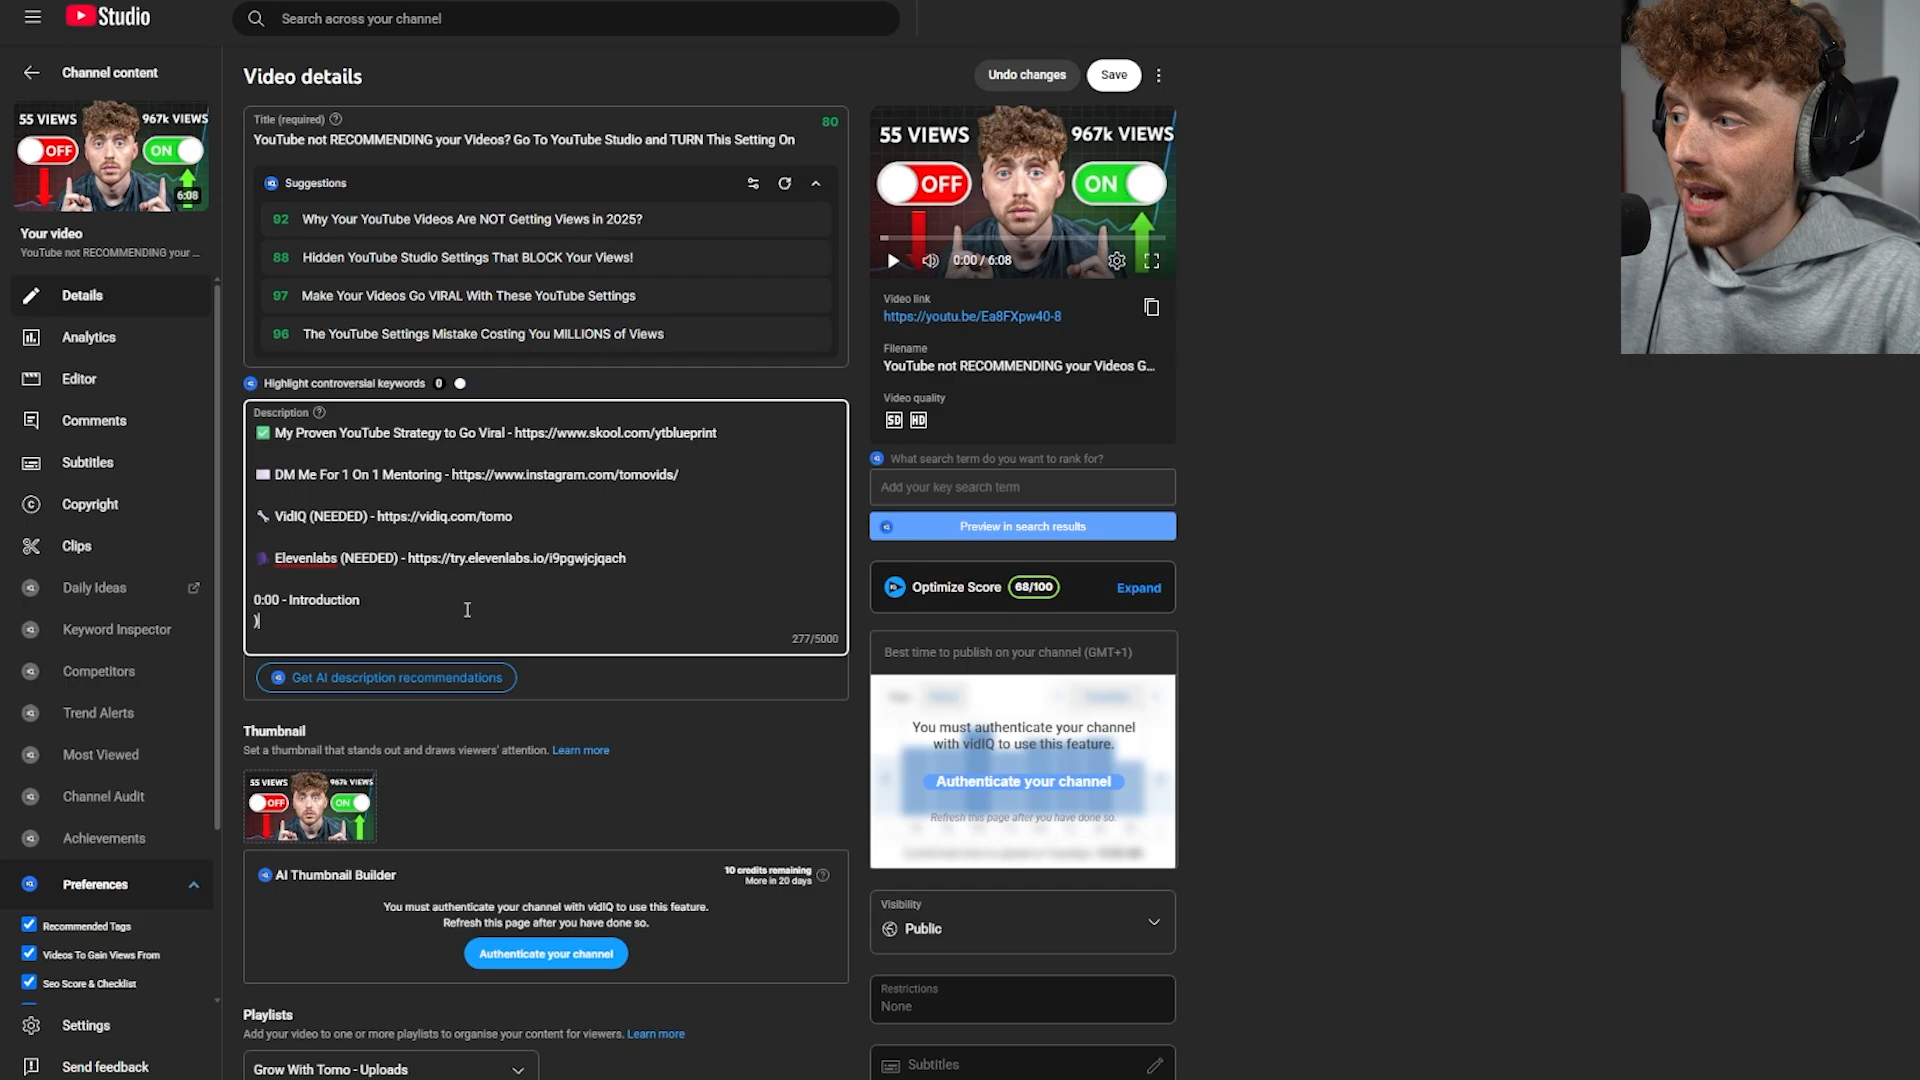 Studio
Search across your channel
Channel content
55 VIEWS
967k VIEWS
OFF
ON
6:08
Your video
YouTube not RECOMMENDING your ...
Details
Analytics
Editor
Comments
Subtitles
Copyright
Clips
Daily Ideas
Keyword Inspector
Competitors
Trend Alerts
Most Viewed
Channel Audit
Achievements
Preferences
Recommended Tags
Videos To Gain Views From
Seo Score & Checklist
Settings
Send feedback
Video details
Undo changes
Save
Title (required)
80
YouTube not RECOMMENDING your Videos? Go To YouTube Studio and TURN This Setting On
Suggestions
92 Why Your YouTube Videos Are NOT Getting Views in 2025?
88 Hidden YouTube Studio Settings That BLOCK Your Views!
97 Make Your Videos Go VIRAL With These YouTube Settings
96 The YouTube Settings Mistake Costing You MILLIONS of Views
Highlight controversial keywords 0
Description
✅ My Proven YouTube Strategy to Go Viral - https://www.skool.com/ytblueprint
DM Me For 1 On 1 Mentoring - https://www.instagram.com/tomovids/
🔧 VidIQ (NEEDED) - https://vidiq.com/tomo
Elevenlabs (NEEDED) - https://try.elevenlabs.io/i9pgwjcjqach
0:00 - Introduction
)
277/5000
Get AI description recommendations
Thumbnail
Set a thumbnail that stands out and draws viewers' attention. Learn more
55 VIEWS
967k VIEWS
OFF
ON
AI Thumbnail Builder
10 credits remaining
More in 20 days
You must authenticate your channel with vidIQ to use this feature.
Refresh this page after you have done so.
Authenticate your channel
Playlists
Add your video to one or more playlists to organise your content for viewers. Learn more
Grow With Tomo - Uploads
55 VIEWS
967k VIEWS
OFF
ON
0:00 / 6:08
Video link
https://youtu.be/Ea8FXpw40-8
Filename
YouTube not RECOMMENDING your Videos G...
Video quality
SD HD
What search term do you want to rank for?
Add your key search term
Preview in search results
Optimize Score 68/100 Expand
Best time to publish on your channel (GMT+1)
You must authenticate your channel
with vidIQ to use this feature.
Authenticate your channel
Refresh this page after you have done so.
Visibility
Public
Restrictions
None
Subtitles